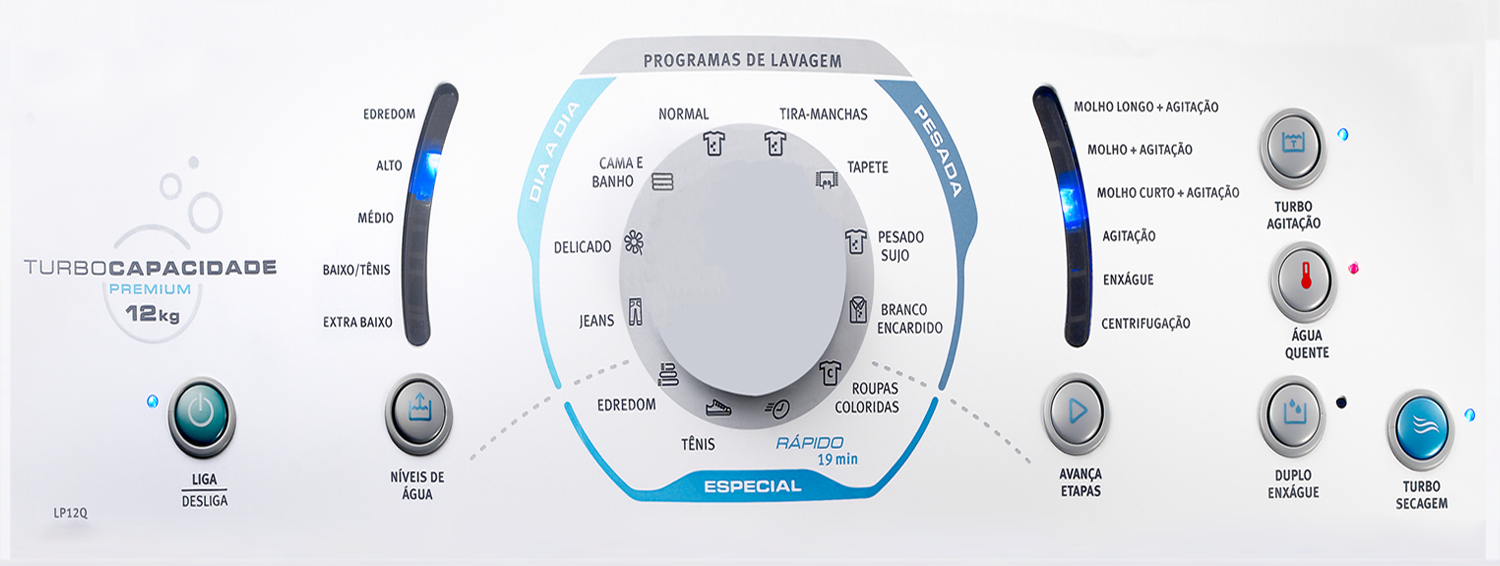 TURBOCAPACIDADE
PREMIUM
12kg
LIGA
DESLIGA
LP12Q
EDREDOM
ALTO
MÉDIO
BAIXO/TÊNIS
EXTRA BAIXO
NÍVEIS DE
ÁGUA
PROGRAMAS DE LAVAGEM
DIA A DIA
NORMAL
CAMA E
BANHO
DELICADO
JEANS
PESADA
TIRA-MANCHAS
TAPETE
PESADO
SUJO
BRANCO
ENCARDIDO
ESPECIAL
EDREDOM
TÊNIS
RÁPIDO
19 min
C
ROUPAS
COLORIDAS
MOLHO LONGO + AGITAÇÃO
MOLHO + AGITAÇÃO
MOLHO CURTO + AGITAÇÃO
AGITAÇÃO
ENXÁGUE
CENTRIFUGAÇÃO
AVANÇA
ETAPAS
T
TURBO
AGITAÇÃO
ÁGUA
QUENTE
DUPLO
ENXÁGUE
TURBO
SECAGEM